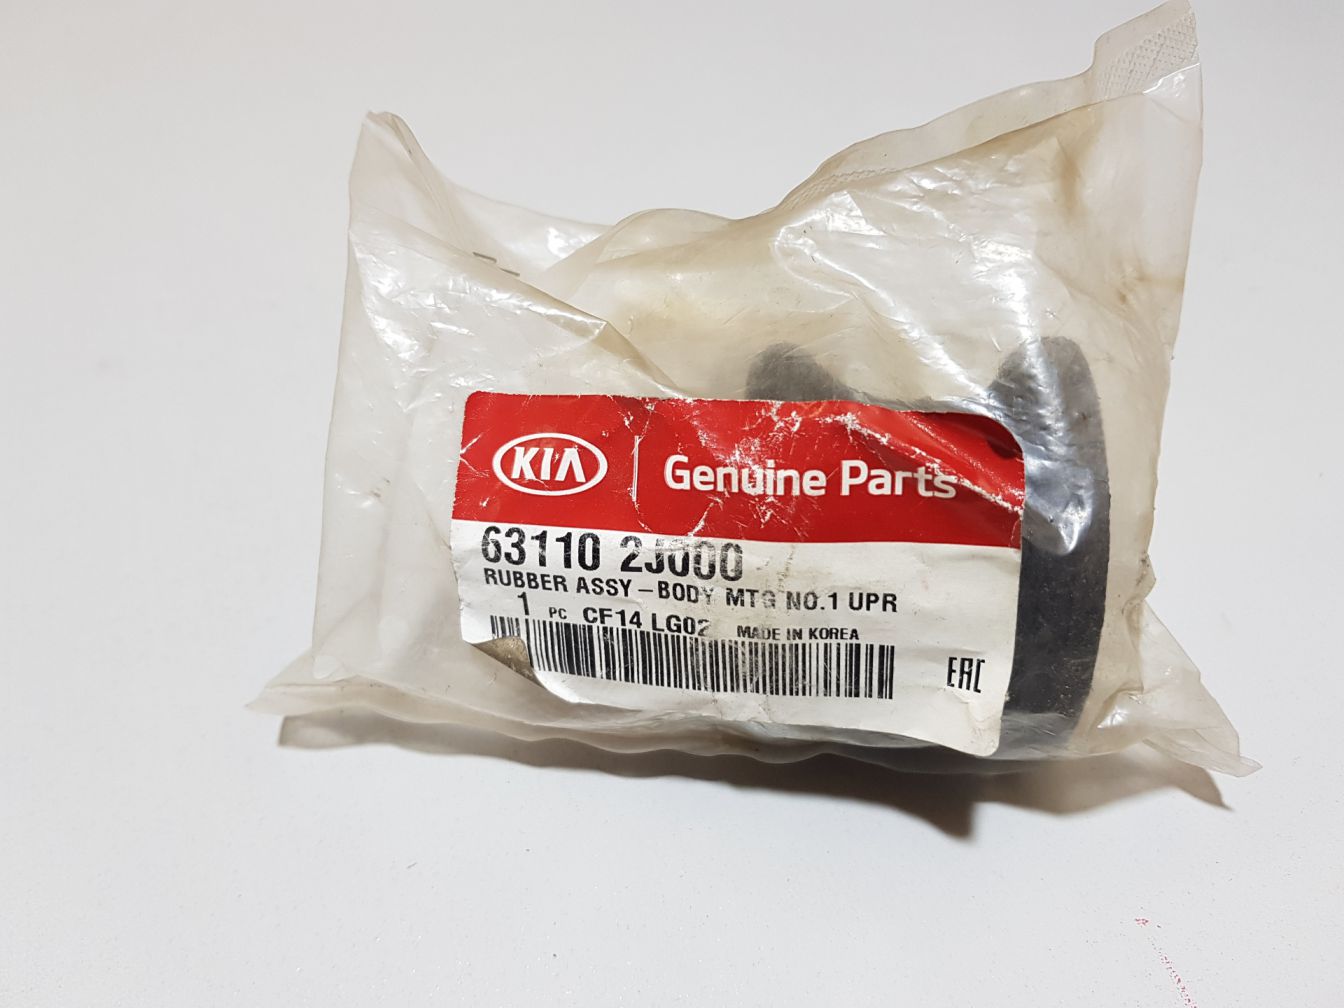 KIA Genuine Parts
63110 2J000
RUBBER ASSY-BODY MTG NO.1 UPR
1 PC CF14 LG02 MADE IN KOREA
EAC